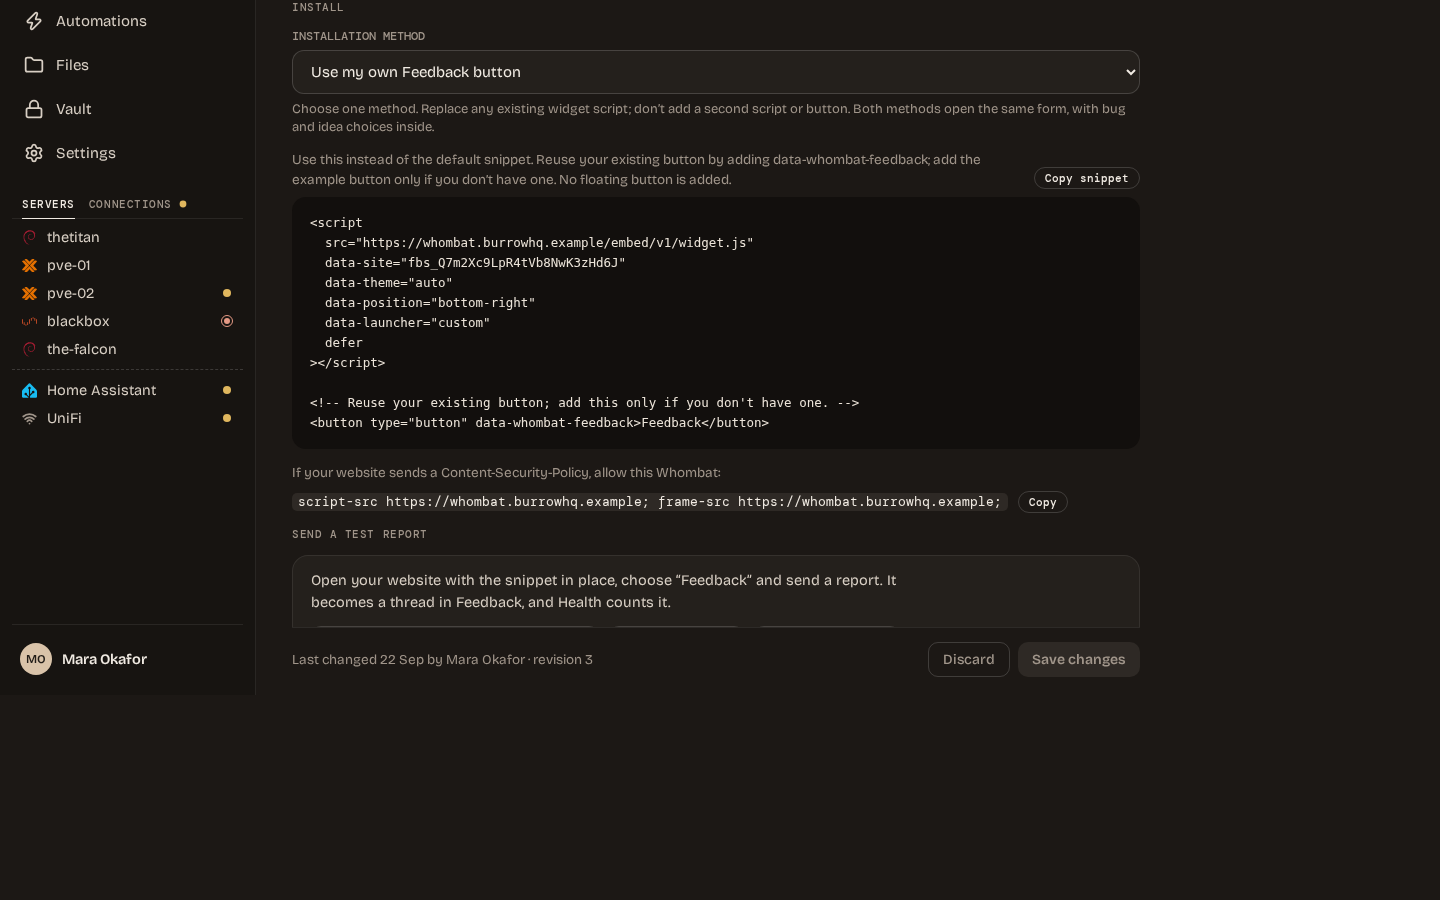 Automations
Files
Vault
Settings
SERVERS CONNECTIONS
thetitan
pve-01
pve-02
blackbox
the-falcon
Home Assistant
UniFi
MO Mara Okafor
INSTALL
INSTALLATION METHOD
Use my own Feedback button
Choose one method. Replace any existing widget script; don’t add a second script or button. Both methods open the same form, with bug
and idea choices inside.
Use this instead of the default snippet. Reuse your existing button by adding data-whombat-feedback; add the
example button only if you don’t have one. No floating button is added.
Copy snippet
<script
  src="https://whombat.burrowhq.example/embed/v1/widget.js"
  data-site="fbs_Q7m2Xc9LpR4tVb8NwK3zHd6J"
  data-theme="auto"
  data-position="bottom-right"
  data-launcher="custom"
  defer
></script>
<!-- Reuse your existing button; add this only if you don't have one. -->
<button type="button" data-whombat-feedback>Feedback</button>
If your website sends a Content-Security-Policy, allow this Whombat:
script-src https://whombat.burrowhq.example; frame-src https://whombat.burrowhq.example; Copy
SEND A TEST REPORT
Open your website with the snippet in place, choose “Feedback” and send a report. It
becomes a thread in Feedback, and Health counts it.
Last changed 22 Sep by Mara Okafor · revision 3
Discard Save changes